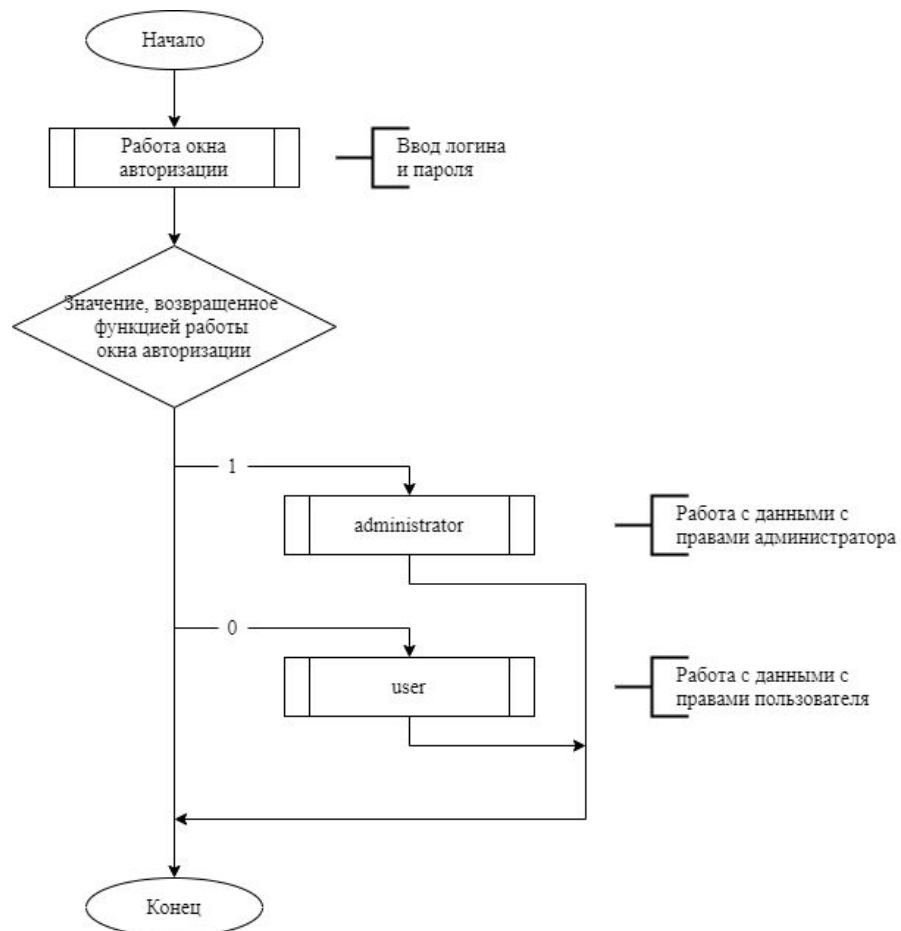 Начало
Работа окна
авторизации
Ввод логина
и пароля
Значение, возвращенное
функцией работы
окна авторизации
1
administrator
Работа с данными с
правами администратора
0
user
Работа с данными с
правами пользователя
Конец